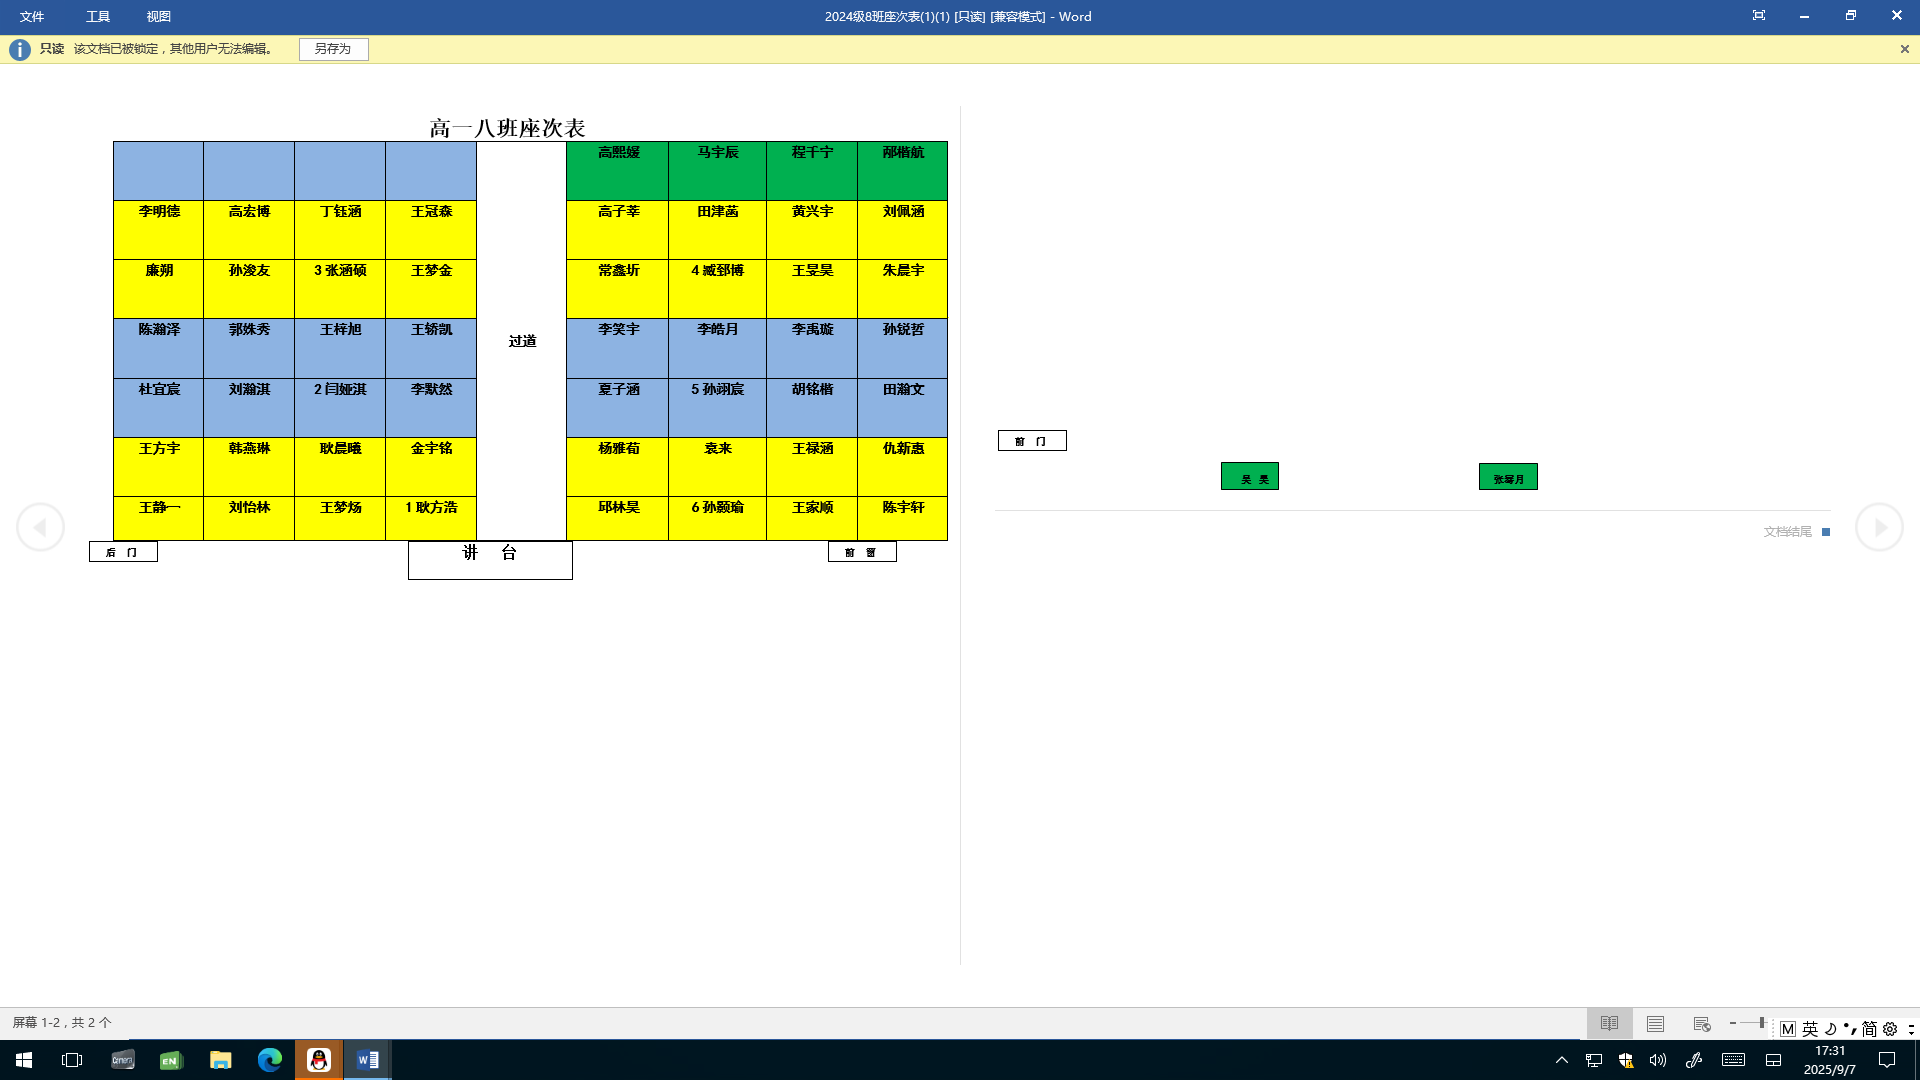 文件 工具 视图 2024级8班座次表(1)(1) [只读] [兼容模式] - Word
只读 该文档已被锁定，其他用户无法编辑。 另存为
高一八班座次表
高熙媛 马宇辰 程千宁 邴楷航
李明德 高宏博 丁钰涵 王冠森 高子莘 田津菡 黄兴宇 刘佩涵
廉朔 孙浚友 3 张涵硕 王梦金 常鑫圻 4 臧郅博 王旻昊 朱晨宇
过道
陈瀚泽 郭姝秀 王梓旭 王轿凯 李笑宇 李皓月 李禹璇 孙锐哲
杜宜宸 刘瀚淇 2 闫娅淇 李默然 夏子涵 5 孙翊宸 胡铭楷 田瀚文
王方宇 韩燕琳 耿晨曦 金宇铭 杨雅荀 袁来 王禄涵 仇新惠
王静一 刘怡林 王梦炀 1 耿方浩 邱林昊 6 孙颢瑜 王家顺 陈宇轩
后 门 讲 台 前 窗
前 门
吴 昊 张琴月
文档结尾
屏幕 1-2，共 2 个
M 英 简
Camera EN 17:31
2025/9/7